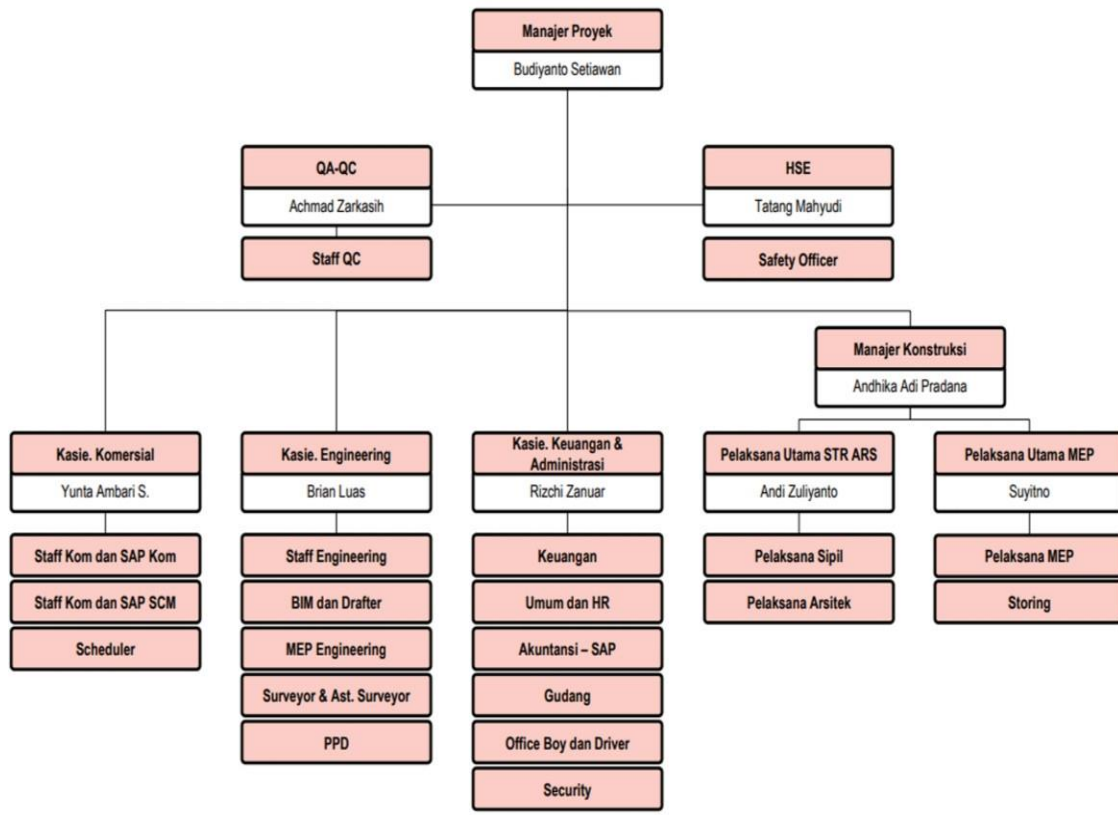 Manajer Proyek
Budiyanto Setiawan
QA-QC
Achmad Zarkasih
Staff QC
HSE
Tatang Mahyudi
Safety Officer
Manajer Konstruksi
Andhika Adi Pradana
Kasie. Komersial
Yunta Ambari S.
Staff Kom dan SAP Kom
Staff Kom dan SAP SCM
Scheduler
Kasie. Engineering
Brian Luas
Staff Engineering
BIM dan Drafter
MEP Engineering
Surveyor & Ast. Surveyor
PPD
Kasie. Keuangan &
Administrasi
Rizchi Zanuar
Keuangan
Umum dan HR
Akuntansi – SAP
Gudang
Office Boy dan Driver
Security
Pelaksana Utama STR ARS
Andi Zuliyanto
Pelaksana Sipil
Pelaksana Arsitek
Pelaksana Utama MEP
Suyitno
Pelaksana MEP
Storing